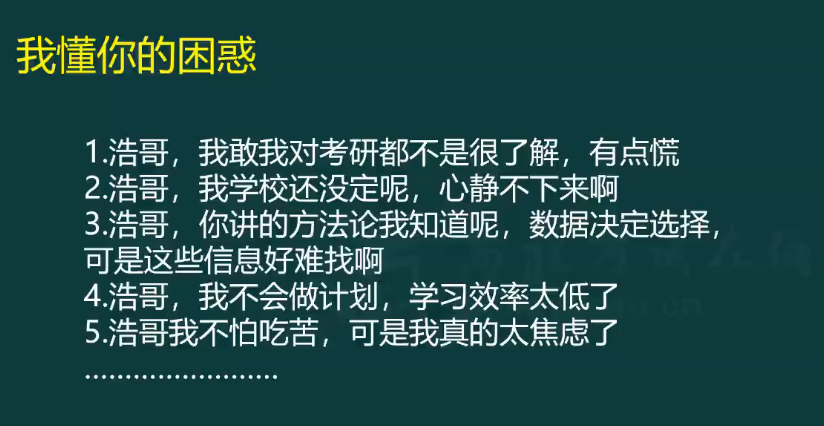 我懂你的困惑
1.浩哥，我敢我对考研都不是很了解，有点慌
2.浩哥，我学校还没定呢，心静不下来啊
3.浩哥，你讲的方法论我知道呢，数据决定选择，
可是这些信息好难找啊
4.浩哥，我不会做计划，学习效率太低了
5.浩哥我不怕吃苦，可是我真的太焦虑了
........................